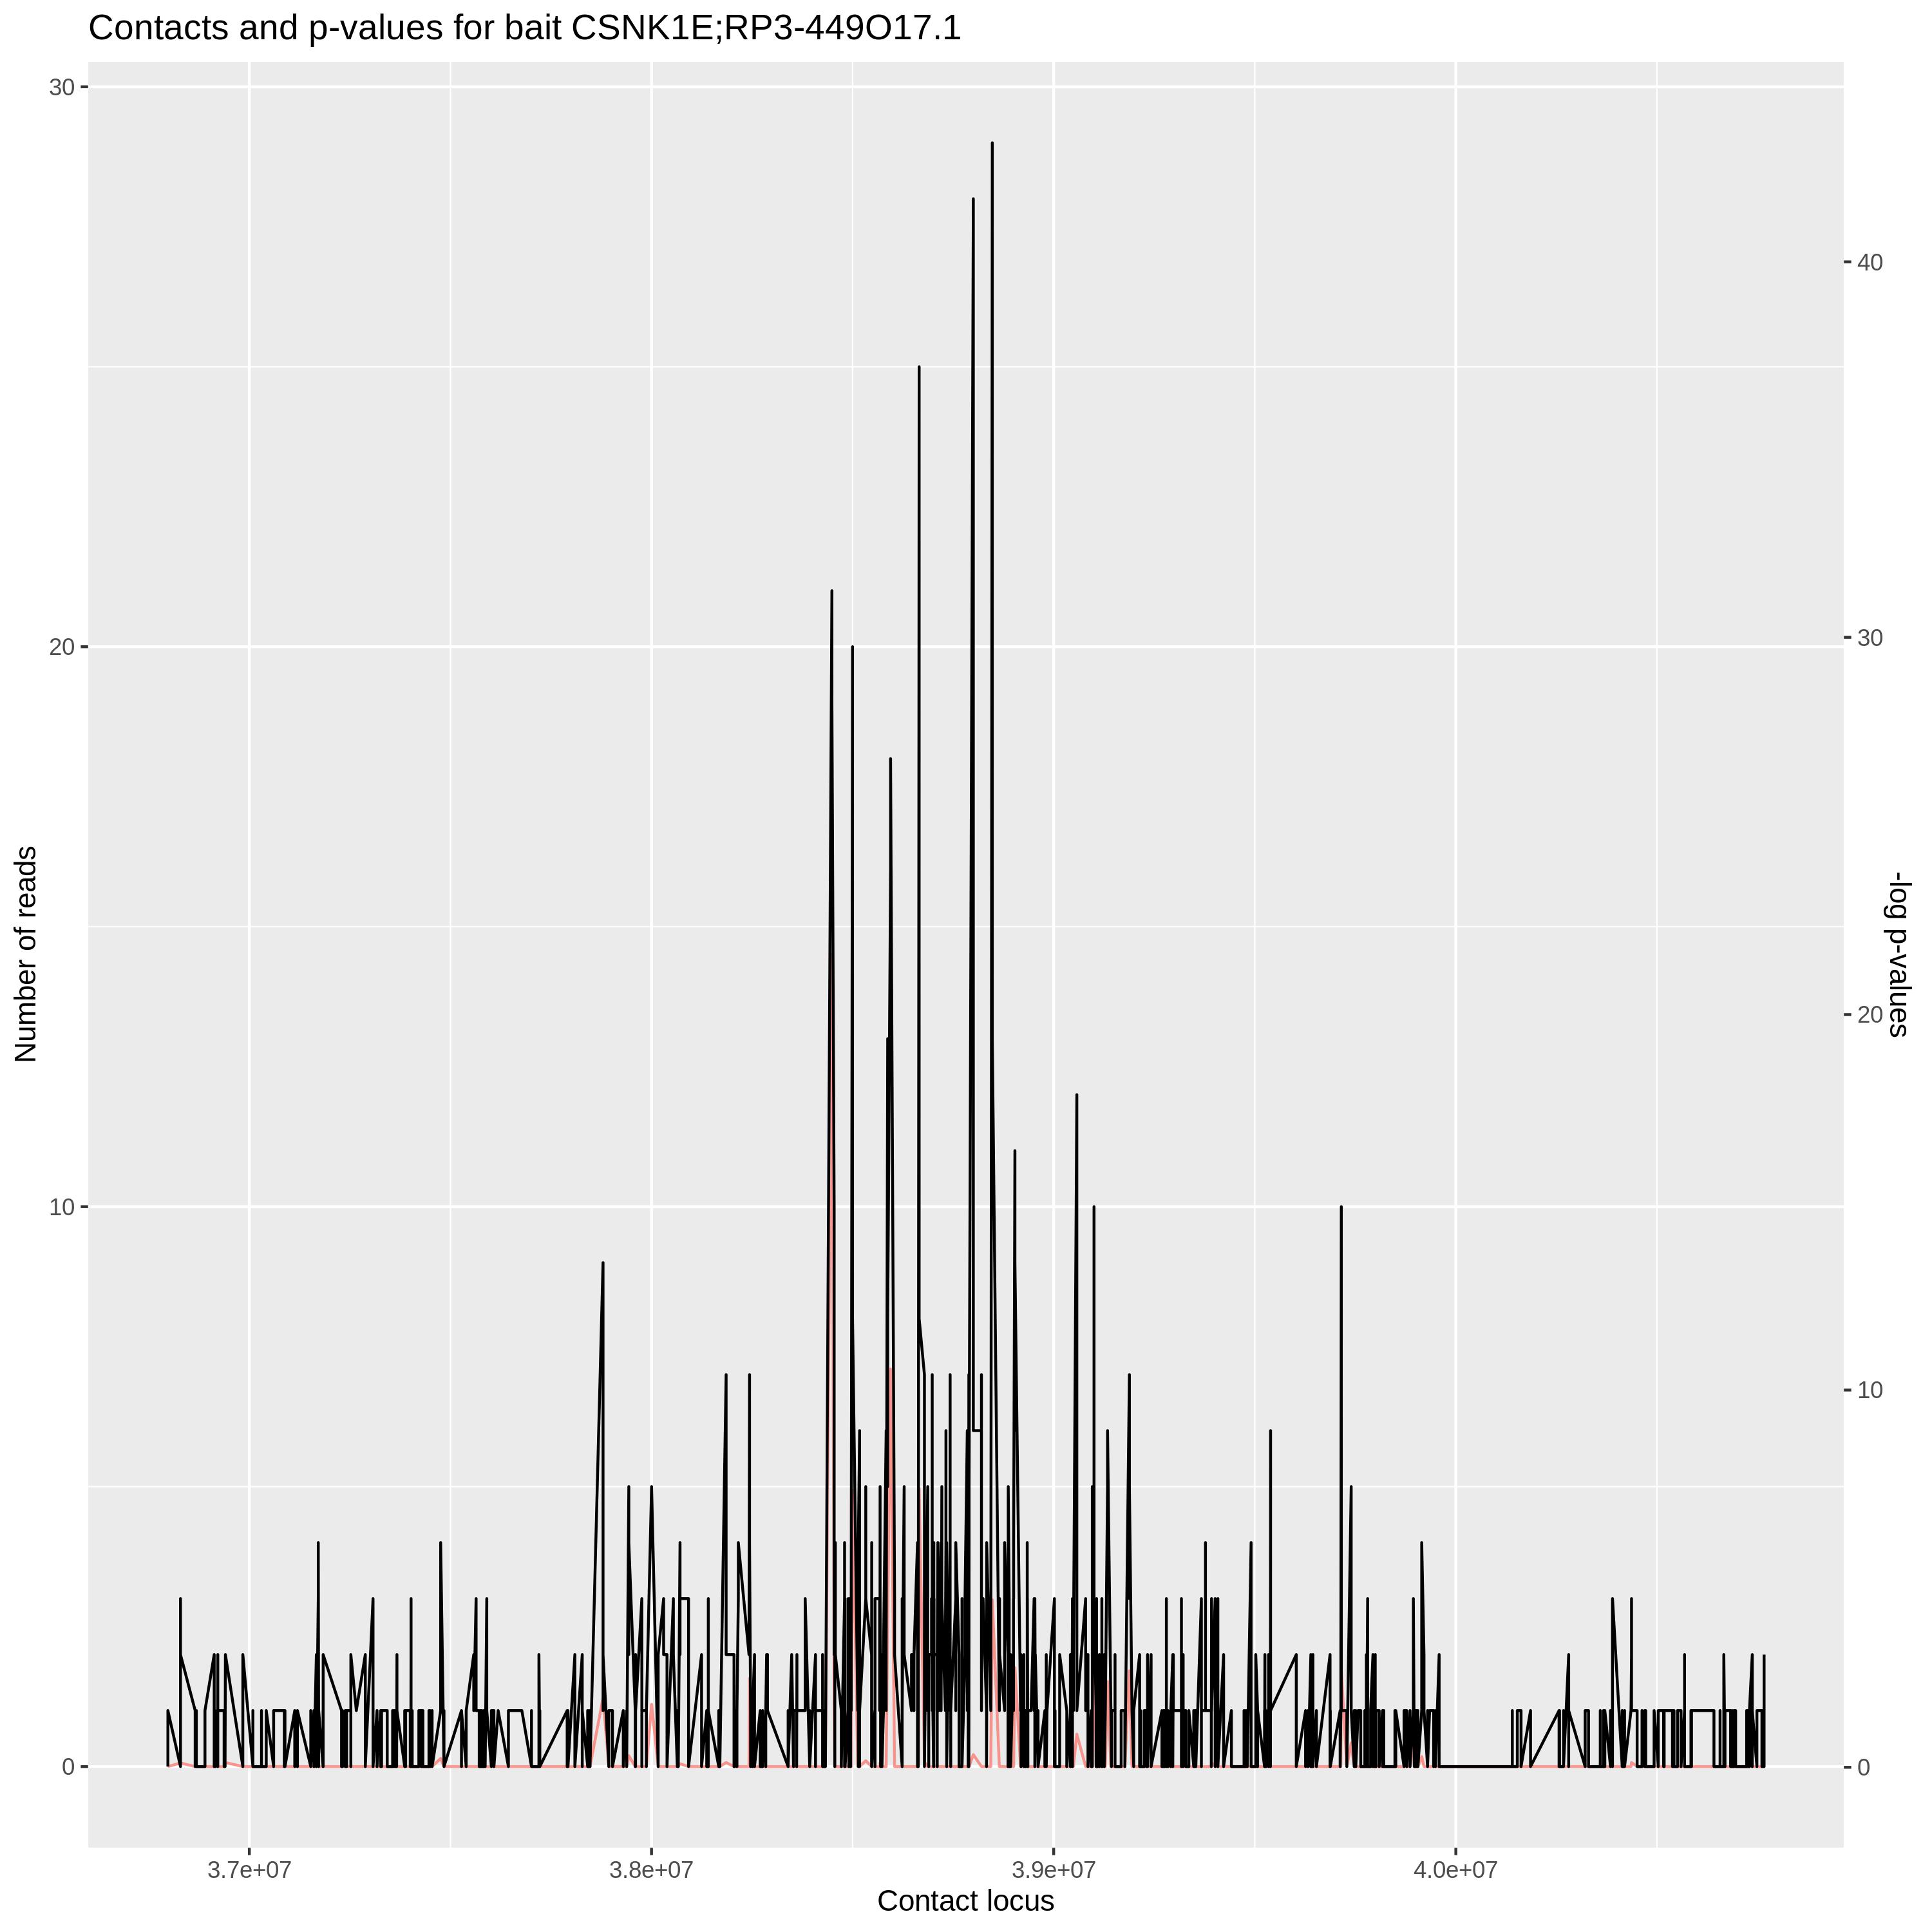 Contacts and p-values for bait CSNK1E;RP3-449O17.1
30
20
10
0
Number of reads
40
30
20
10
0
-log p-values
3.7e+07
3.8e+07
3.9e+07
4.0e+07
Contact locus